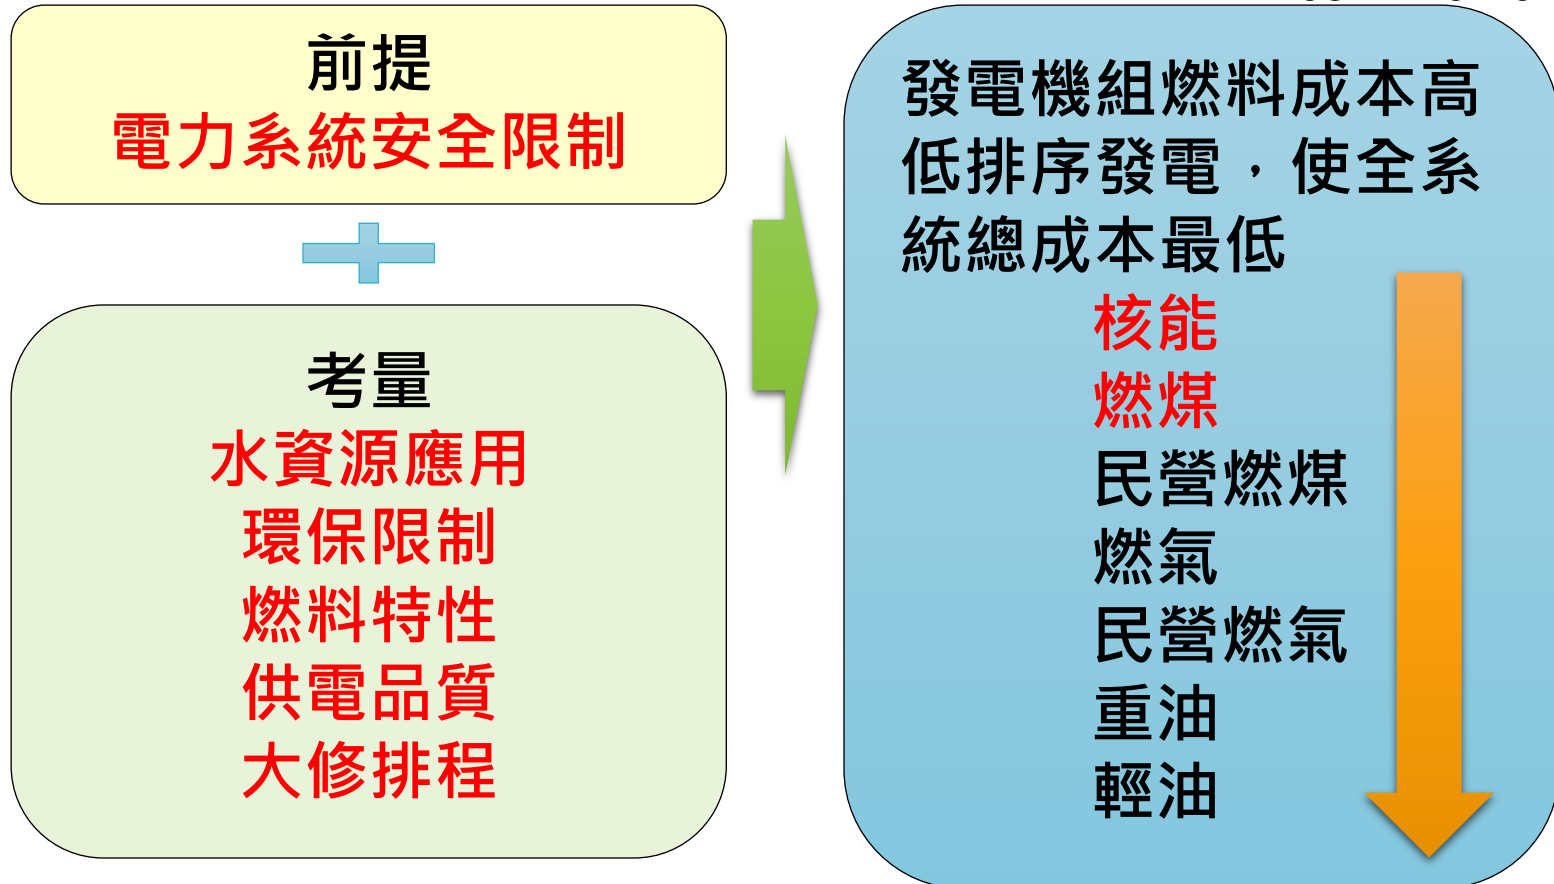 前提
電力系統安全限制
考量
水資源應用
環保限制
燃料特性
供電品質
大修排程
發電機組燃料成本高
低排序發電，使全系
統總成本最低
核能
燃煤
民營燃煤
燃氣
民營燃氣
重油
輕油